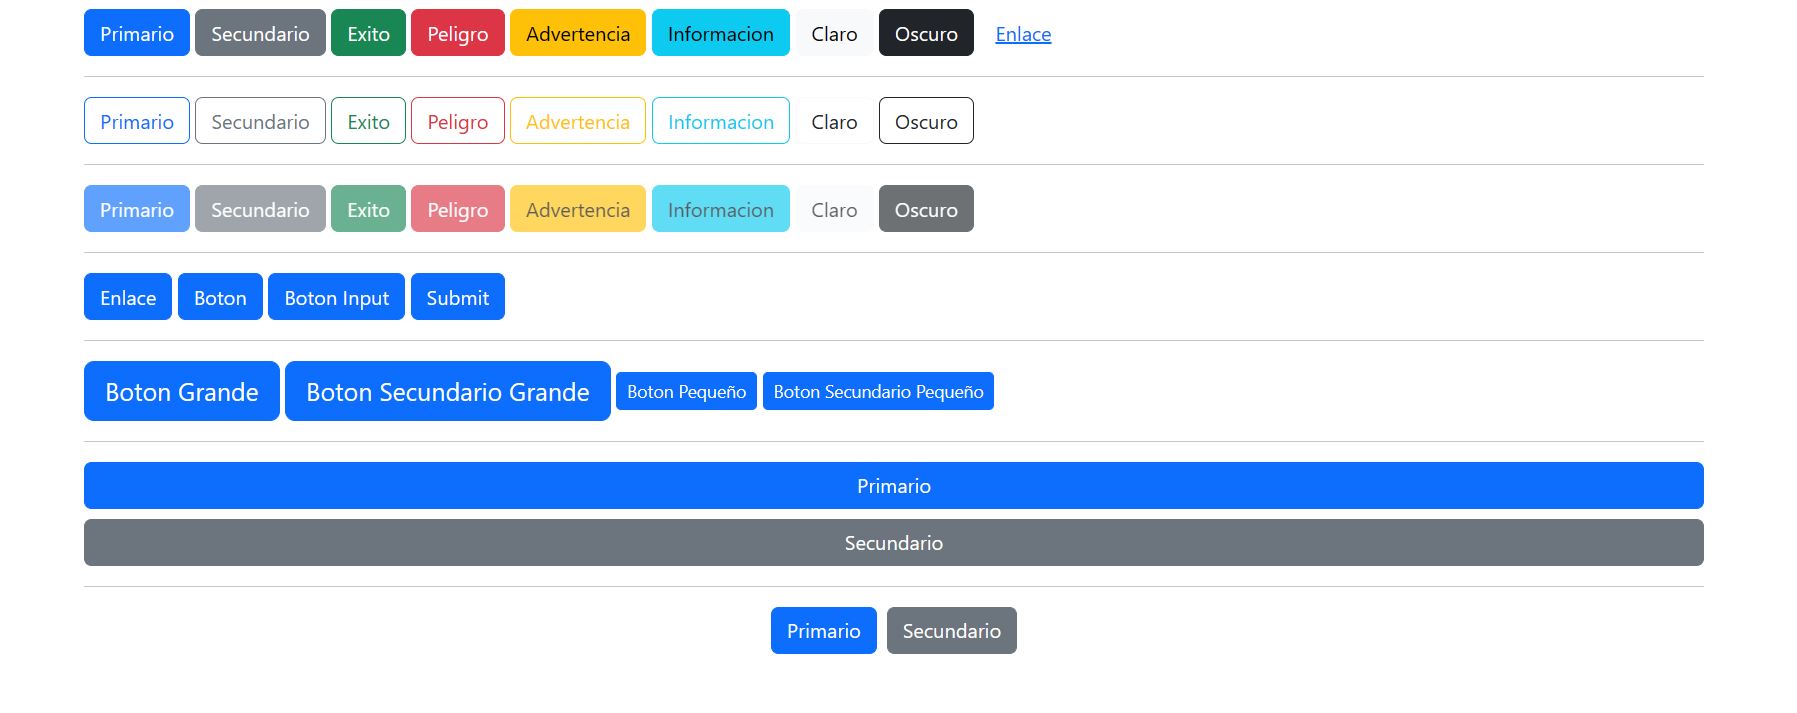 Primario Secundario Exito Peligro Advertencia Informacion Claro Oscuro Enlace
Primario Secundario Exito Peligro Advertencia Informacion Claro Oscuro
Primario Secundario Exito Peligro Advertencia Informacion Claro Oscuro
Enlace Boton Boton Input Submit
Boton Grande Boton Secundario Grande Boton Pequeño Boton Secundario Pequeño
Primario
Secundario
Primario Secundario